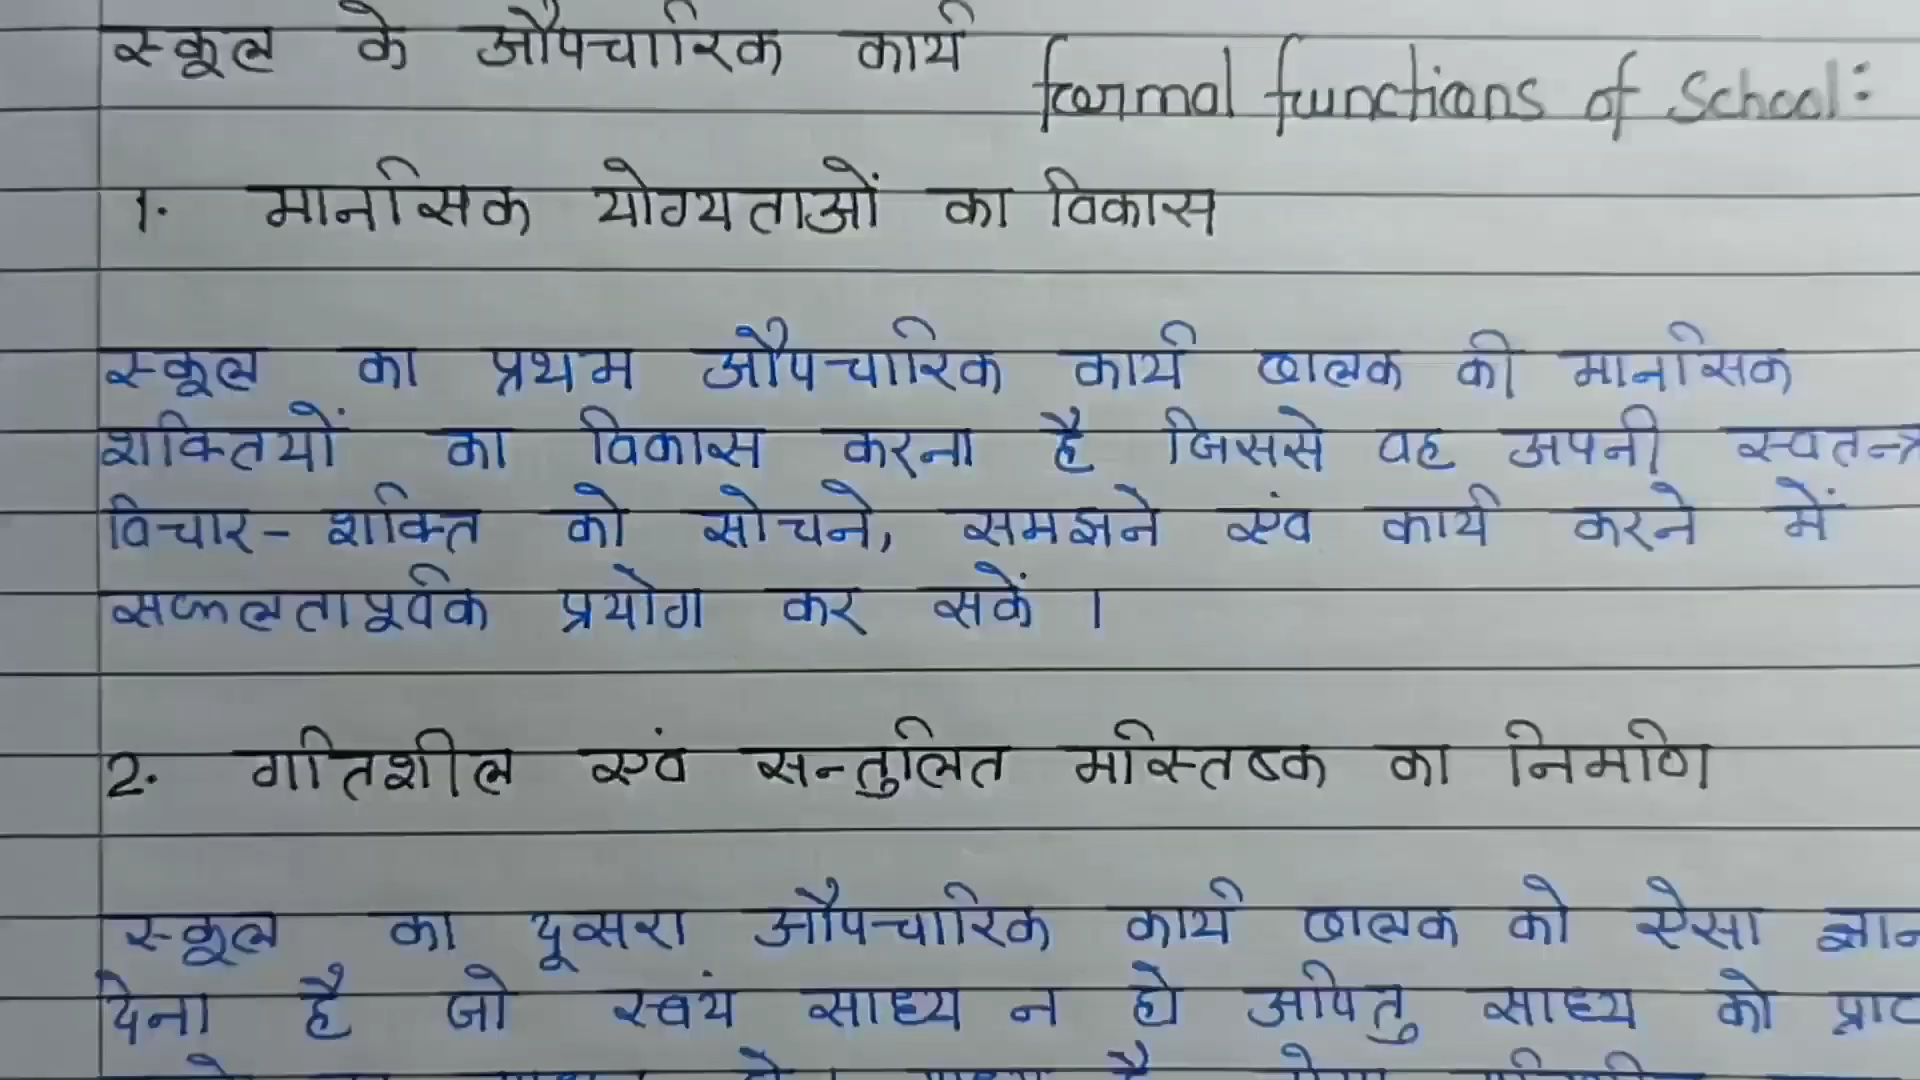 स्कूल के औपचारिक कार्य formal functions of School:
1. मानसिक योग्यताओं का विकास
स्कूल का प्रथम औपचारिक कार्य बालक की मानसिक
शक्तियों का विकास करना है जिससे वह अपनी स्वतन्त्र
विचार-शक्ति को सोचने, समझने एवं कार्य करने में
सफलतापूर्वक प्रयोग कर सकें ।
2. गतिशील एवं सन्तुलित मस्तिष्क का निर्माण
स्कूल का दूसरा औपचारिक कार्य बालक को ऐसा ज्ञान
देना है जो स्वयं साध्य न हो अपितु साध्य को